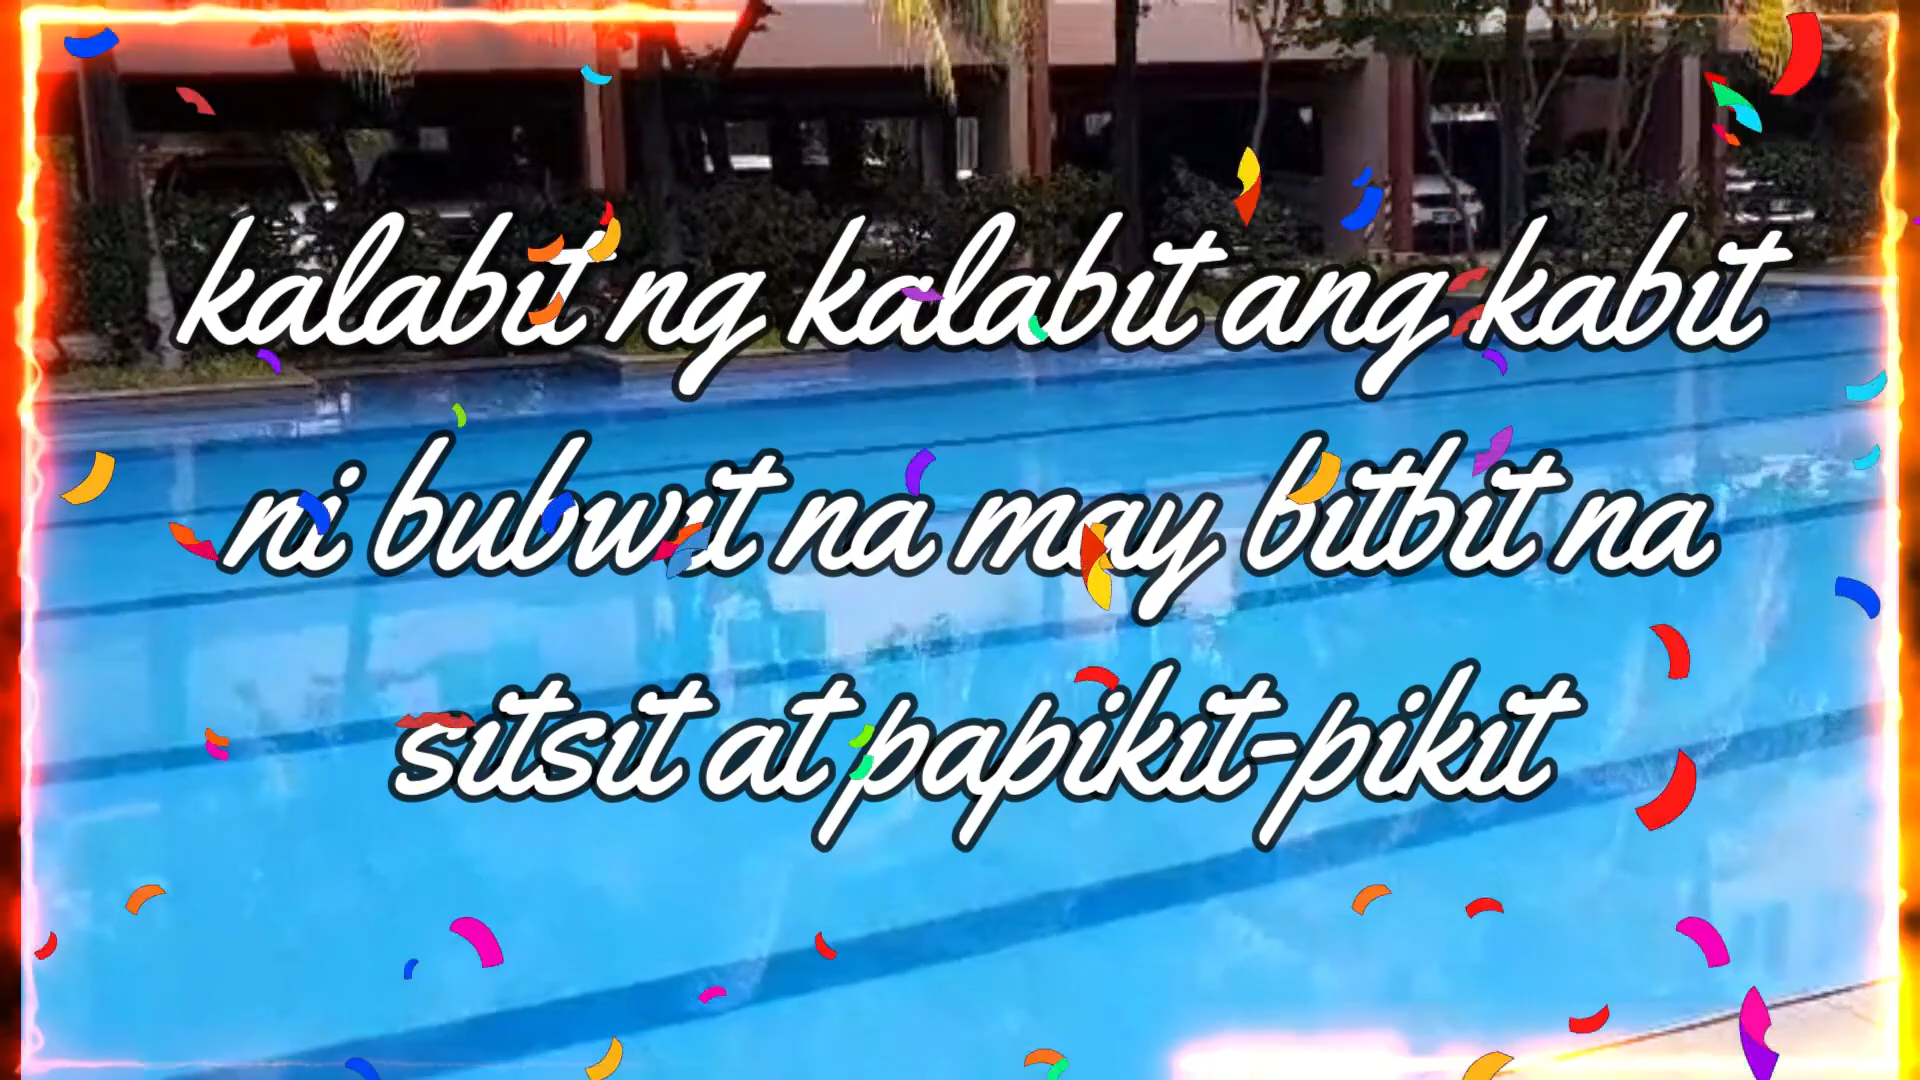 kalabit ng kalabit ang kabit
ni bubwit na may bitbit na
sitsit at papikit-pikit